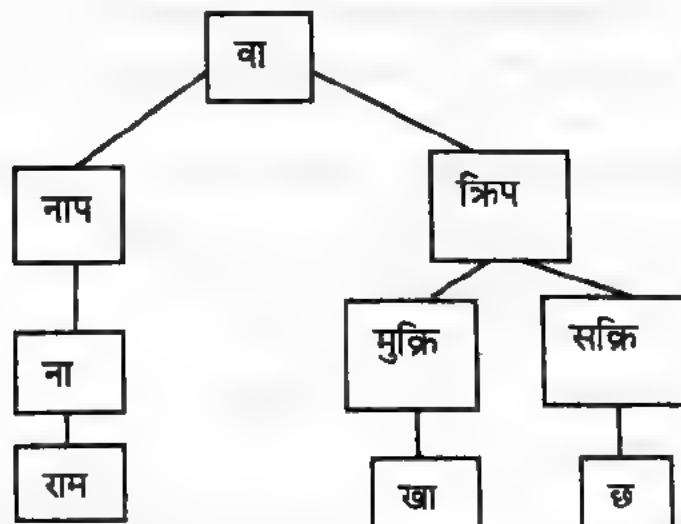 वा
नाप क्रिप
मुक्रि सक्रि
ना
राम खा छ